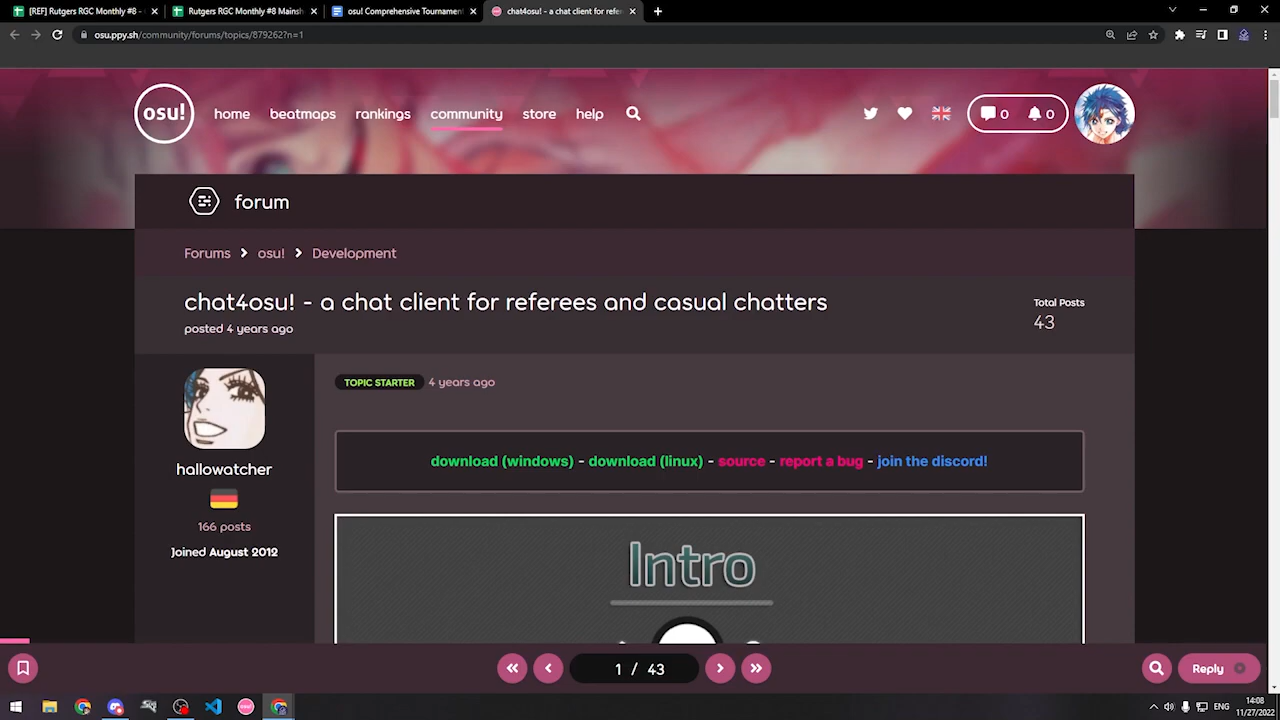 [REF] Rutgers RGC Monthly #8 -
Rutgers RGC Monthly #8 Mainsh
osu! Comprehensive Tournament
chat4osu! - a chat client for refer
osu.ppy.sh/community/forums/topics/879262?n=1
osu!
home
beatmaps
rankings
community
store
help
0
0
forum
Forums
osu!
Development
chat4osu! - a chat client for referees and casual chatters
posted 4 years ago
Total Posts
43
TOPIC STARTER
4 years ago
hallowatcher
166 posts
Joined August 2012
download (windows) - download (linux) - source - report a bug - join the discord!
Intro
1 / 43
Reply
osu!
ENG
14:08
11/27/2022